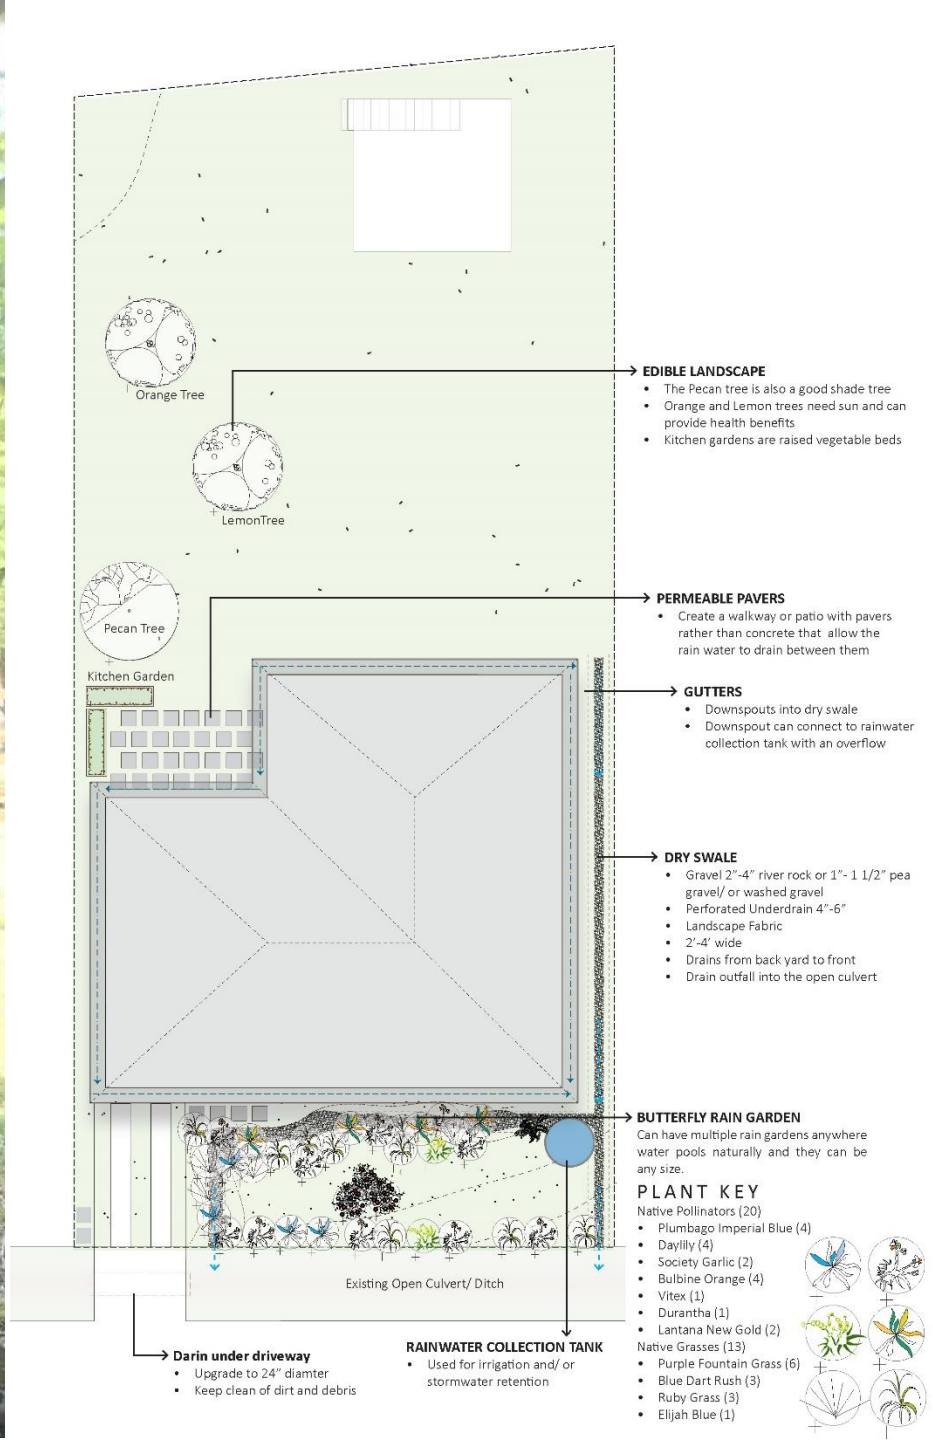 Orange Tree
LemonTree
Pecan Tree
Kitchen Garden
EDIBLE LANDSCAPE
• The Pecan tree is also a good shade tree
• Orange and Lemon trees need sun and can
provide health benefits
• Kitchen gardens are raised vegetable beds
PERMEABLE PAVERS
• Create a walkway or patio with pavers
rather than concrete that allow the
rain water to drain between them
GUTTERS
• Downspouts into dry swale
• Downspout can connect to rainwater
collection tank with an overflow
DRY SWALE
• Gravel 2”-4” river rock or 1”- 1 1/2” pea
gravel/ or washed gravel
• Perforated Underdrain 4”-6”
• Landscape Fabric
• 2’-4’ wide
• Drains from back yard to front
• Drain outfall into the open culvert
BUTTERFLY RAIN GARDEN
Can have multiple rain gardens anywhere
water pools naturally and they can be
any size.
PLANT KEY
Native Pollinators (20)
• Plumbago Imperial Blue (4)
• Daylily (4)
• Society Garlic (2)
• Bulbine Orange (4)
• Vitex (1)
• Durantha (1)
• Lantana New Gold (2)
Native Grasses (13)
• Purple Fountain Grass (6)
• Blue Dart Rush (3)
• Ruby Grass (3)
• Elijah Blue (1)
Existing Open Culvert/ Ditch
Darin under driveway
• Upgrade to 24” diamter
• Keep clean of dirt and debris
RAINWATER COLLECTION TANK
• Used for irrigation and/ or
stormwater retention